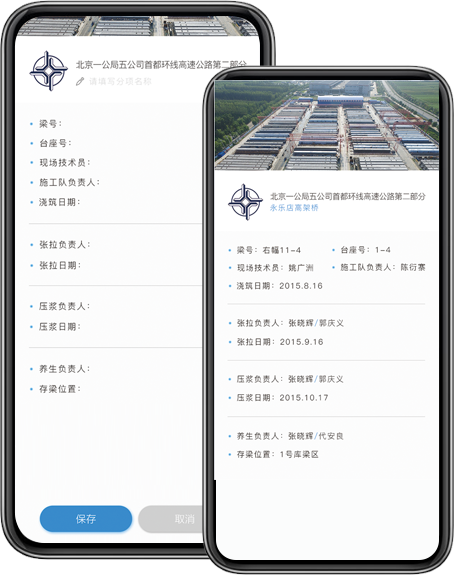 北京一公局五公司首都环线高速公路第二部分
请填写分项名称
梁号：
台座号：
现场技术员：
施工队负责人：
浇筑日期：
张拉负责人：
张拉日期：
压浆负责人：
压浆日期：
养生负责人：
存梁位置：
保存
取消
北京一公局五公司首都环线高速公路第二部分
永乐店高架桥
梁号：右幅11-4 台座号：1-4
现场技术员：姚广洲 施工队负责人：陈衍寨
浇筑日期：2015.8.16
张拉负责人：张晓辉/郭庆义
张拉日期：2015.9.16
压浆负责人：张晓辉/郭庆义
压浆日期：2015.10.17
养生负责人：张晓辉/代安良
存梁位置：1号库梁区